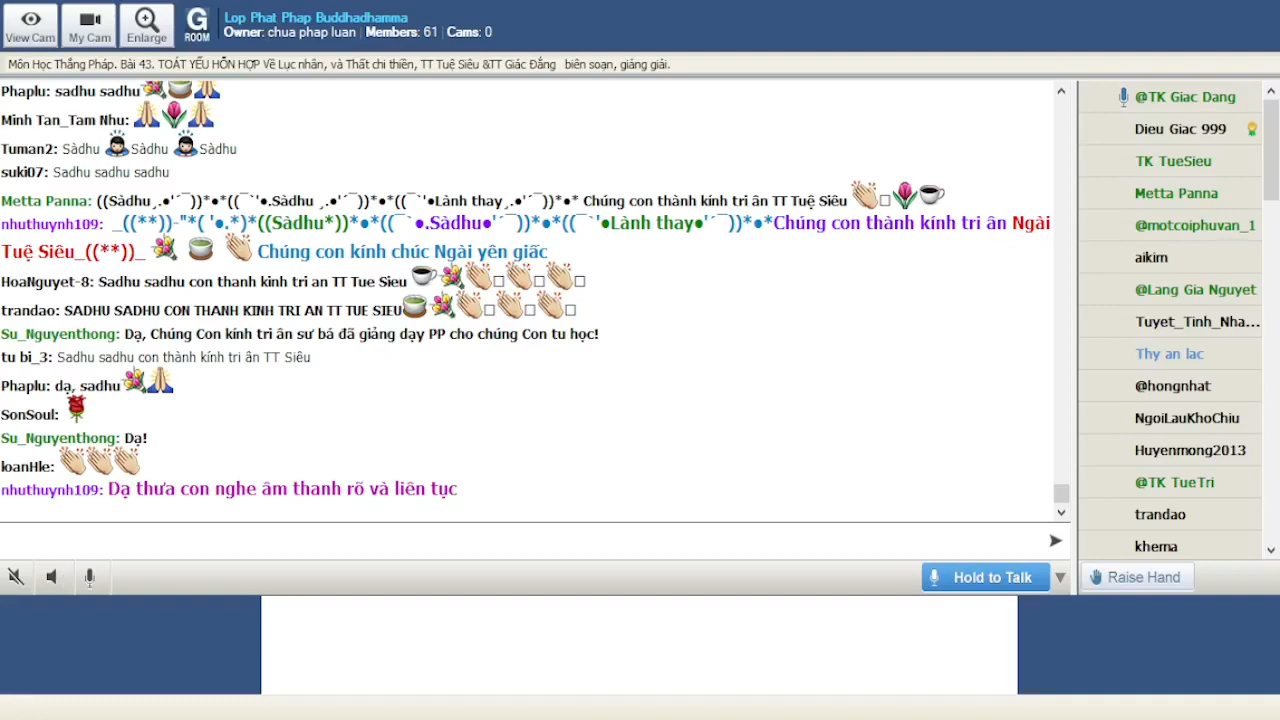 View Cam
My Cam
Enlarge
G
ROOM
Lop Phat Phap Buddhadhamma
Owner: chua phap luan | Members: 61 | Cams: 0
Môn Học Thắng Pháp. Bài 43. TOÁT YẾU HỖN HỢP Về Lục nhân, và Thất chi thiền, TT Tuệ Siêu &TT Giác Đẳng biên soạn, giảng giải.
Phaplu: sadhu sadhu
Minh Tan_Tam Nhu:
Tuman2: Sàdhu Sàdhu Sàdhu
suki07: Sadhu sadhu sadhu
Metta Panna: ((Sàdhu¸.●'´¯))*●*((¯`'●.Sàdhu ¸.●'´¯))*●*((¯`'●Lành thay¸.●'´¯))*●* Chúng con thành kính tri ân TT Tuệ Siêu
nhuthuynh109: _((**))-"*( '●.*)*((Sàdhu*))*●*((¯`●.Sàdhu●'´¯))*●*((¯`'●Lành thay●'´¯))*●*Chúng con thành kính tri ân Ngài
Tuệ Siêu_((**))_ Chúng con kính chúc Ngài yên giấc
HoaNguyet-8: Sadhu sadhu con thanh kinh tri an TT Tue Sieu
trandao: SADHU SADHU CON THANH KINH TRI AN TT TUE SIEU
Su_Nguyenthong: Dạ, Chúng Con kính tri ân sư bá đã giảng dạy PP cho chúng Con tu học!
tu bi_3: Sadhu sadhu con thành kính tri ân TT Siêu
Phaplu: dạ, sadhu
SonSoul:
Su_Nguyenthong: Dạ!
loanHle:
nhuthuynh109: Dạ thưa con nghe âm thanh rõ và liên tục
@TK Giac Dang
Dieu Giac 999
TK TueSieu
Metta Panna
@motcoiphuvan_1
aikim
@Lang Gia Nguyet
Tuyet_Tinh_Nha...
Thy an lac
@hongnhat
NgoiLauKhoChiu
Huyenmong2013
@TK TueTri
trandao
khema
Hold to Talk
Raise Hand